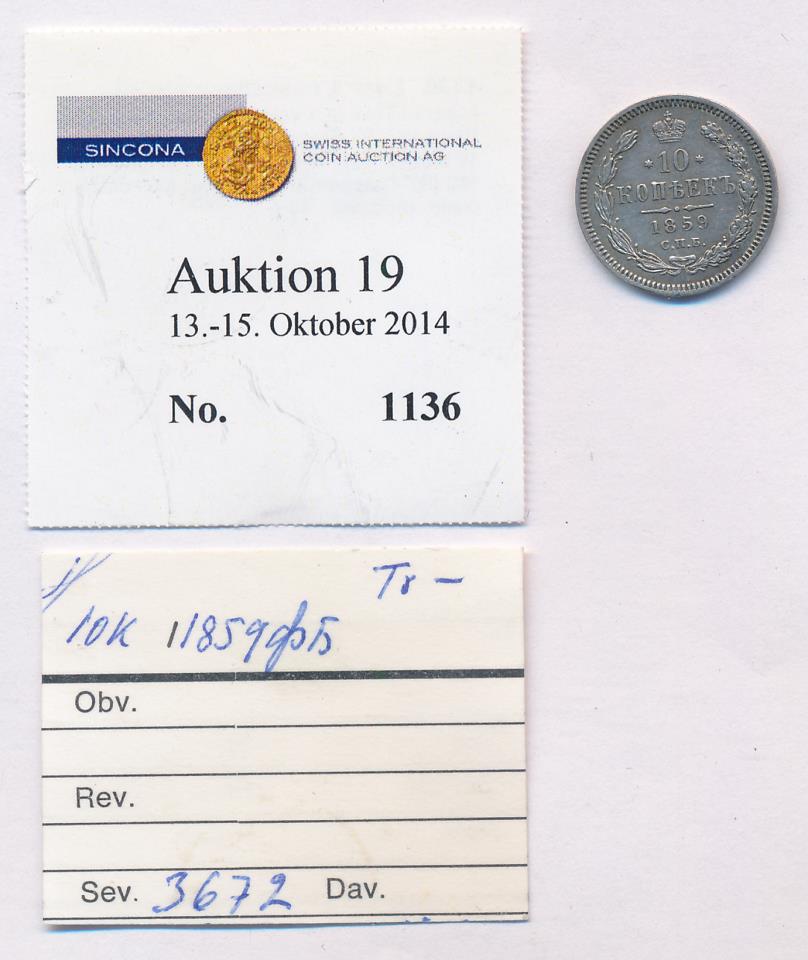 SINCONA
SWISS INTERNATIONAL
COIN AUCTION AG
Auktion 19
13.-15. Oktober 2014
No. 1136
*10*
КОПѢЕКЪ
1859
С.П.Б.
Tr –
10К 1859 фб
Obv.
Rev.
Sev. 3672 Dav.